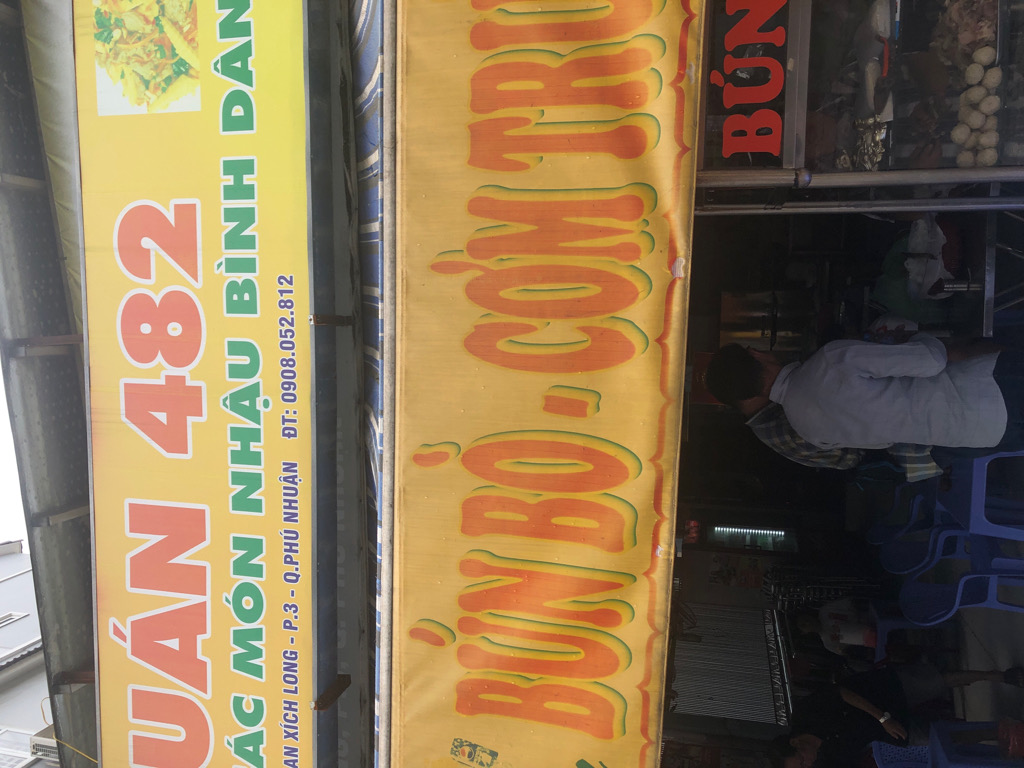 UÁN 482
ÁC MÓN NHẬU BÌNH DÂN
AN XÍCH LONG - P.3 - Q.PHÚ NHUẬN ĐT: 0908.052.812
BÚN BÒ - CƠM TR
BÚN